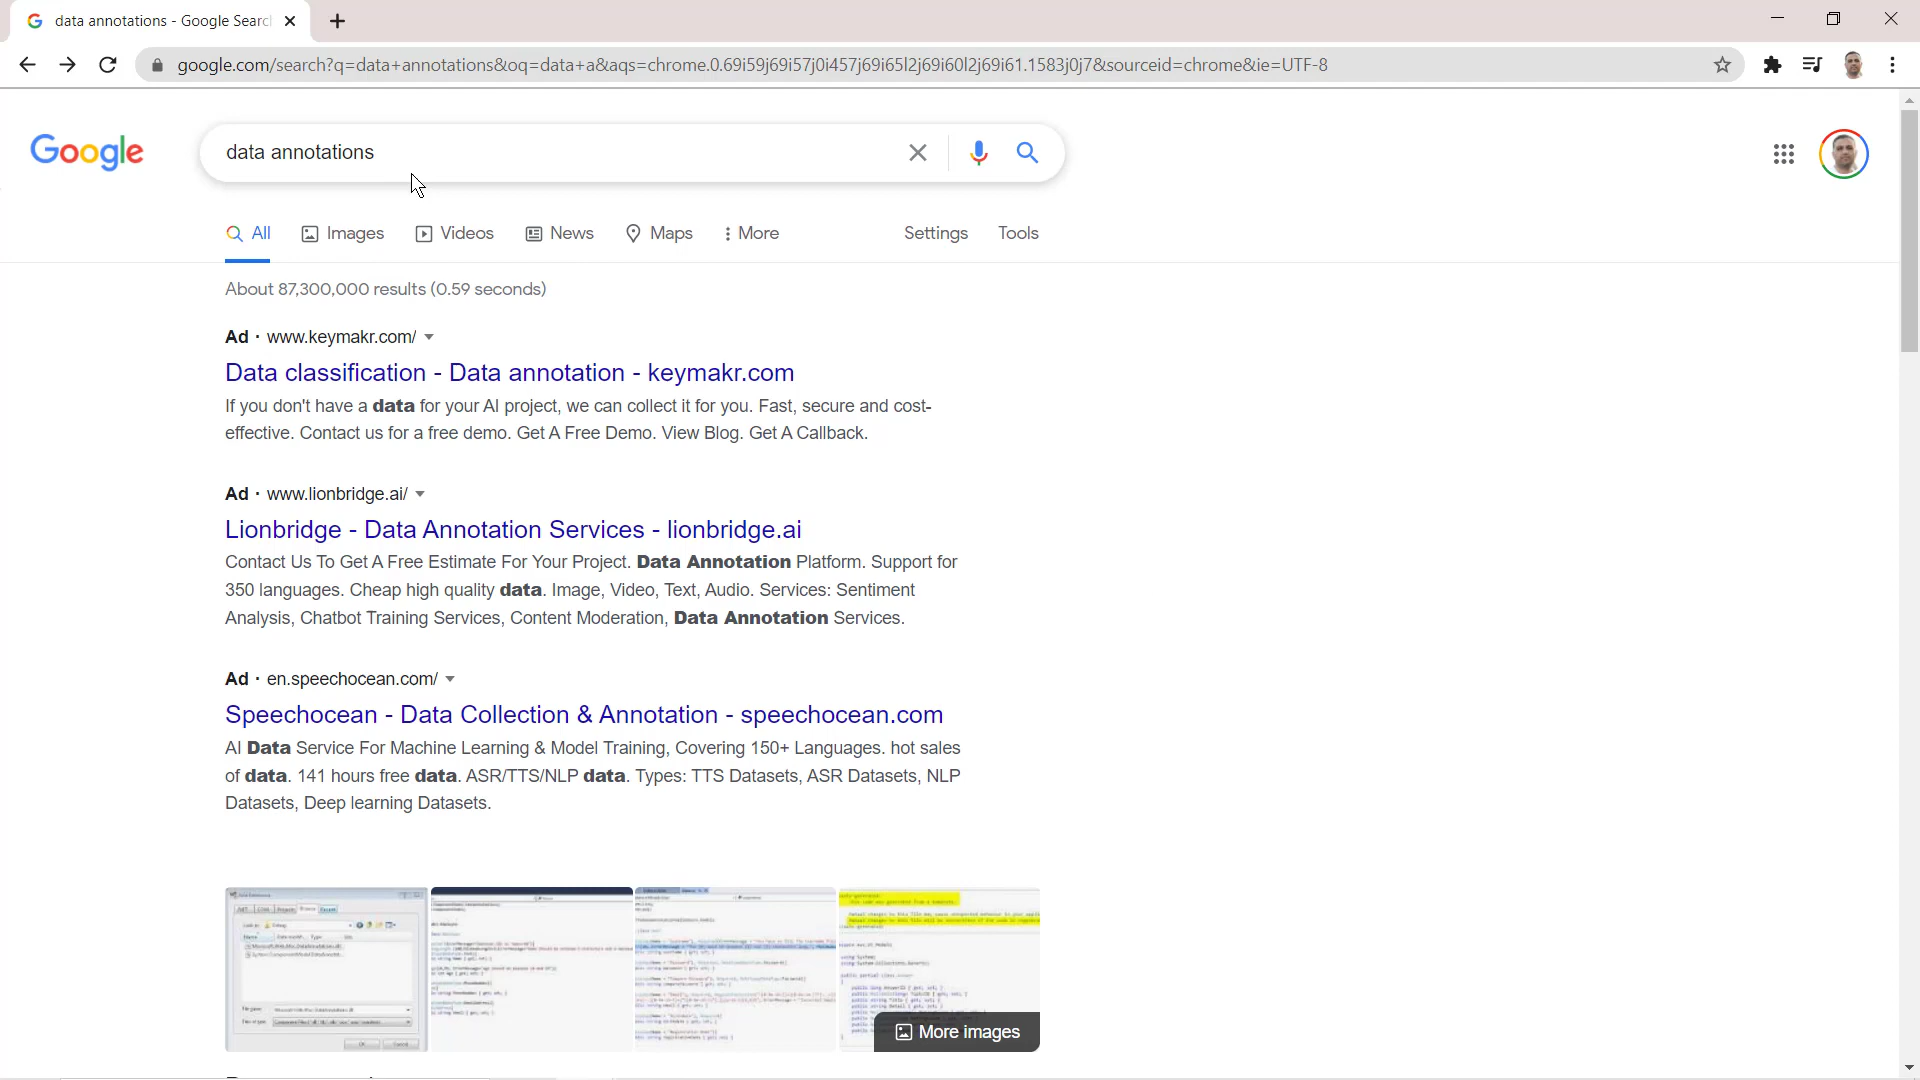 data annotations - Google Searc
google.com/search?q=data+annotations&oq=data+a&aqs=chrome.0.69i59j69i57j0i457j69i65l2j69i60l2j69i61.1583j0j7&sourceid=chrome&ie=UTF-8
Google
data annotations
All Images Videos News Maps More Settings Tools
About 87,300,000 results (0.59 seconds)
Ad · www.keymakr.com/
Data classification - Data annotation - keymakr.com
If you don't have a data for your AI project, we can collect it for you. Fast, secure and cost-
effective. Contact us for a free demo. Get A Free Demo. View Blog. Get A Callback.
Ad · www.lionbridge.ai/
Lionbridge - Data Annotation Services - lionbridge.ai
Contact Us To Get A Free Estimate For Your Project. Data Annotation Platform. Support for
350 languages. Cheap high quality data. Image, Video, Text, Audio. Services: Sentiment
Analysis, Chatbot Training Services, Content Moderation, Data Annotation Services.
Ad · en.speechocean.com/
Speechocean - Data Collection & Annotation - speechocean.com
AI Data Service For Machine Learning & Model Training, Covering 150+ Languages. hot sales
of data. 141 hours free data. ASR/TTS/NLP data. Types: TTS Datasets, ASR Datasets, NLP
Datasets, Deep learning Datasets.
More images